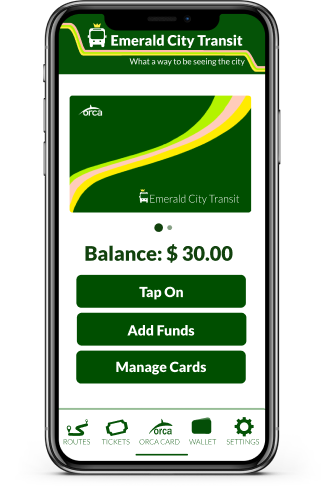 Emerald City Transit
What a way to be seeing the city
orca
Emerald City Transit
Balance: $ 30.00
Tap On
Add Funds
Manage Cards
orca
ROUTES TICKETS ORCA CARD WALLET SETTINGS